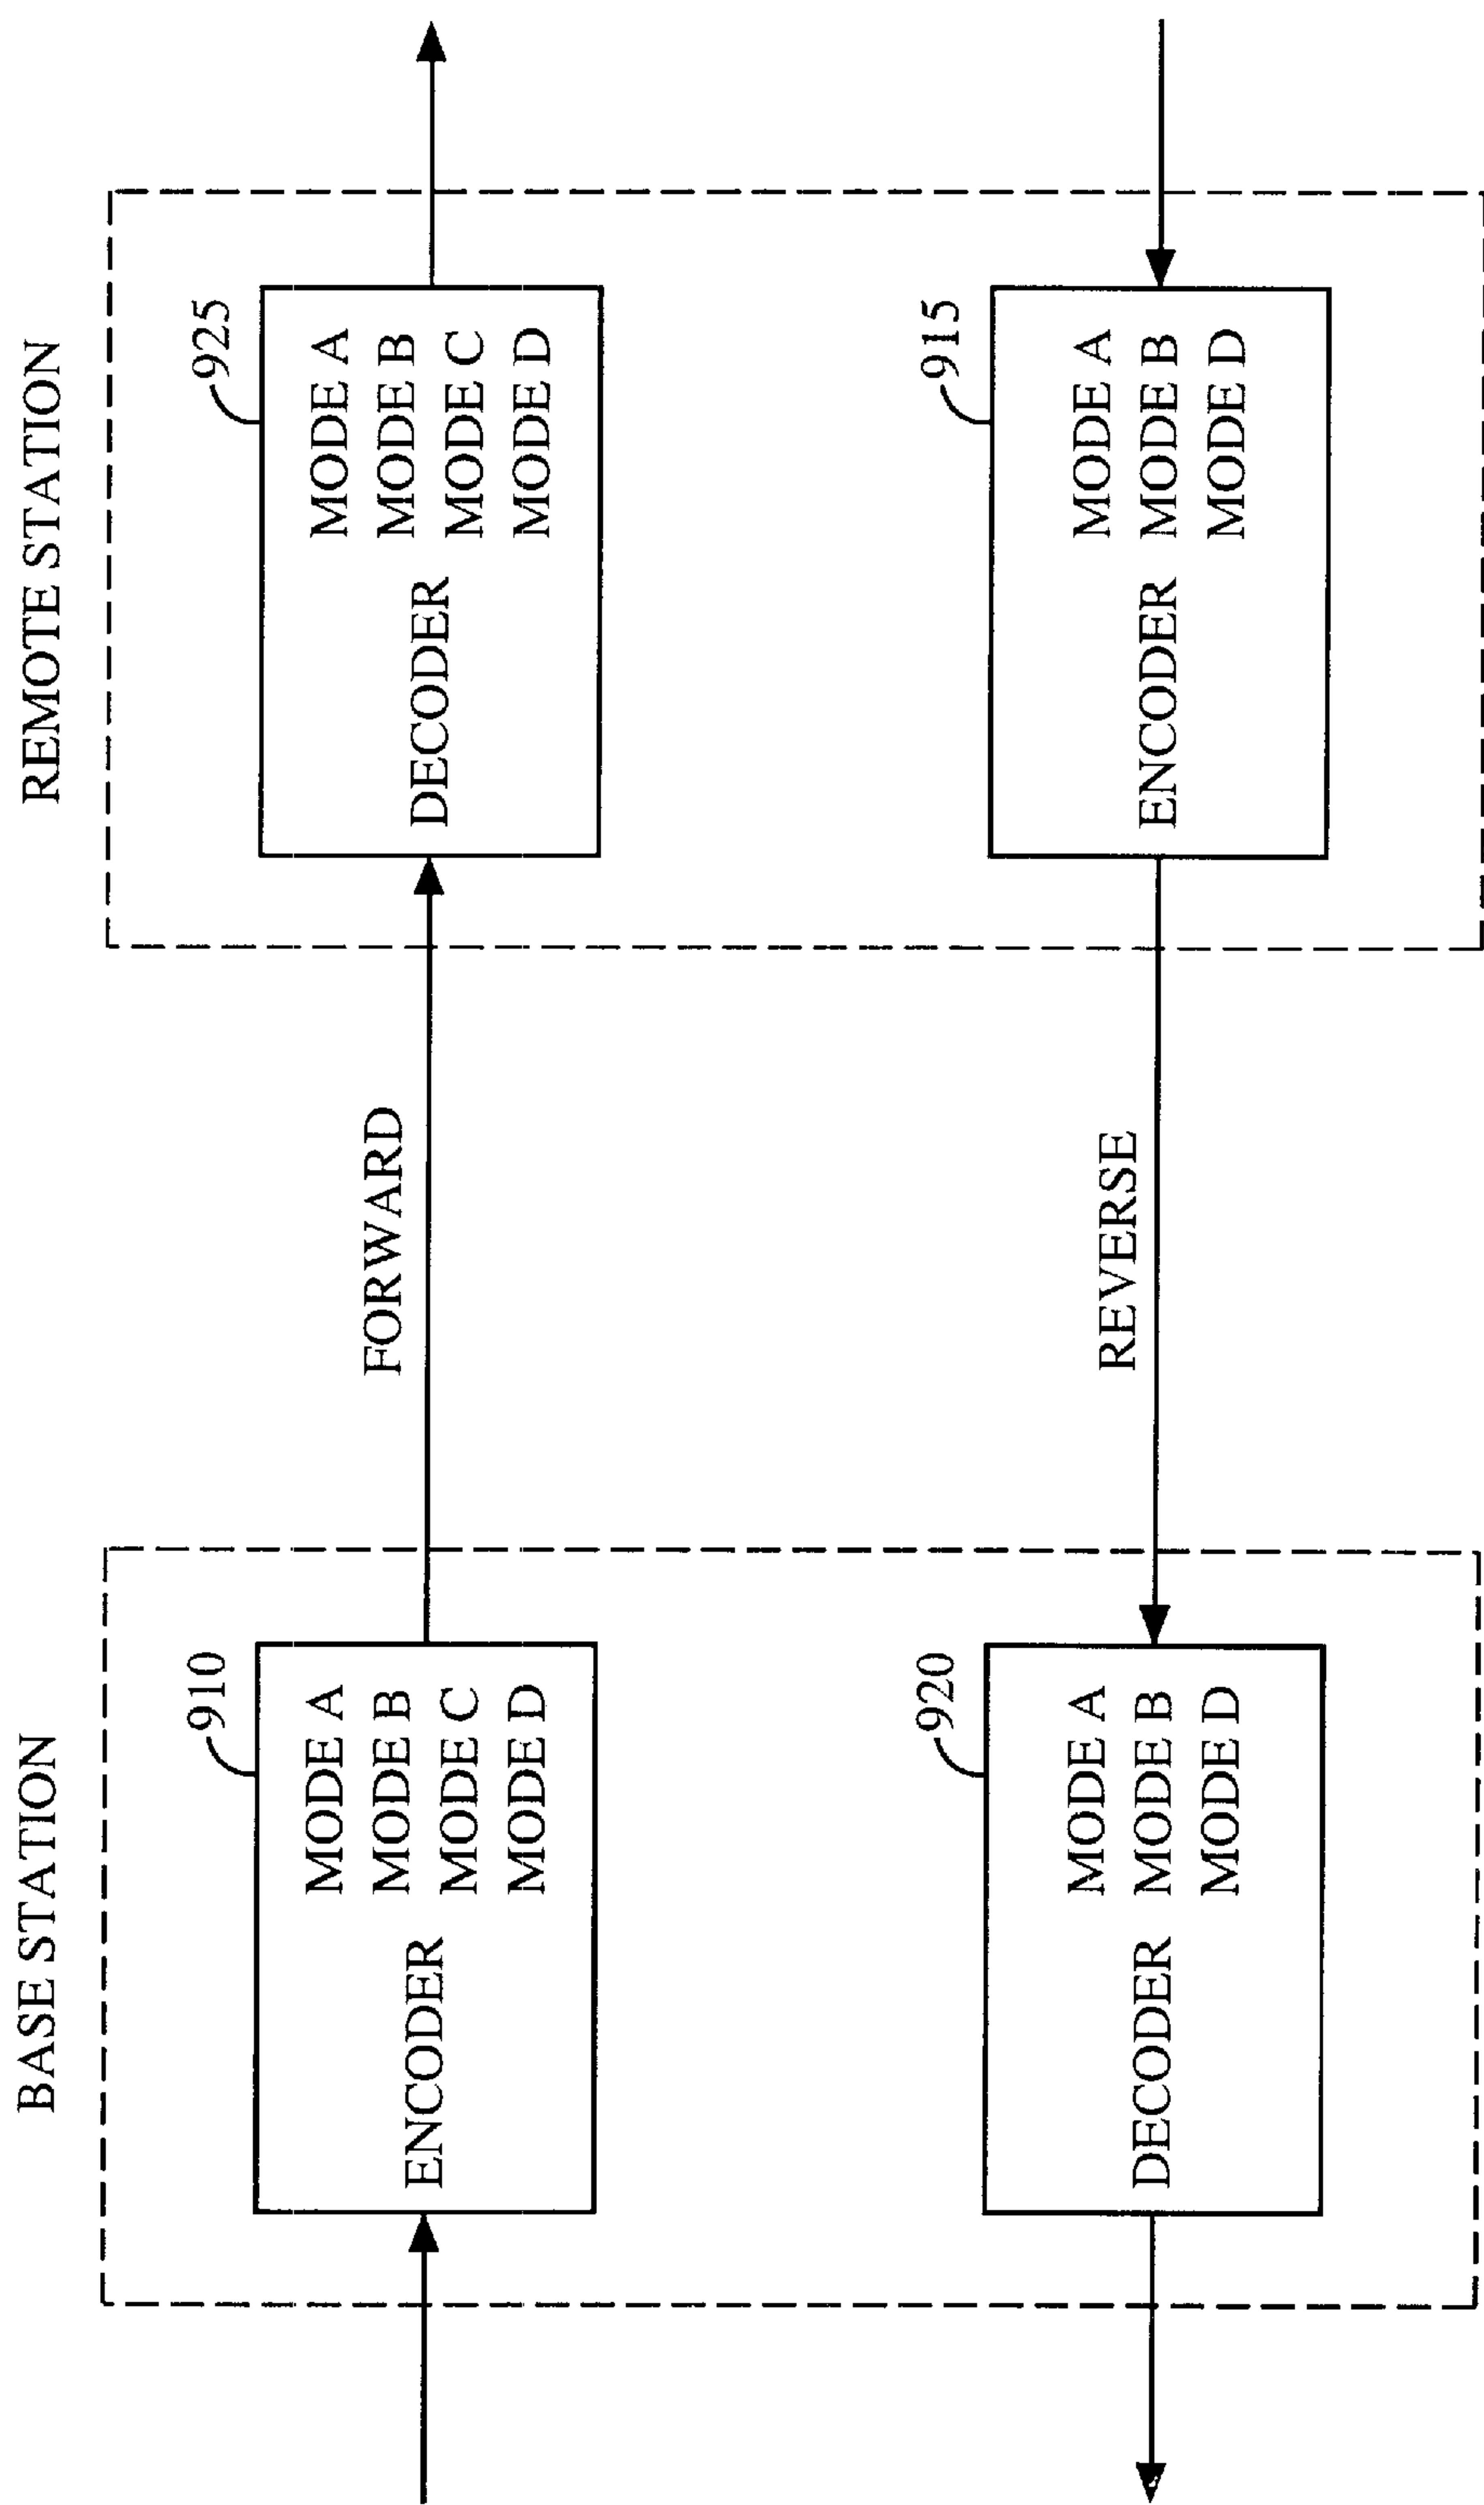 BASE STATION
REMOTE STATION
910
ENCODER
MODE A
MODE B
MODE C
MODE D
FORWARD
925
DECODER
MODE A
MODE B
MODE C
MODE D
920
DECODER
MODE A
MODE B
MODE D
REVERSE
915
ENCODER
MODE A
MODE B
MODE D